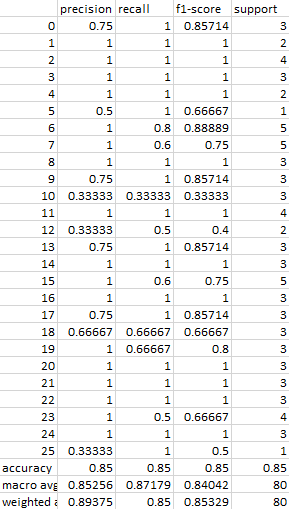 precision recall f1-score support
0 0.75 1 0.85714 3
1 1 1 1 2
2 1 1 1 4
3 1 1 1 3
4 1 1 1 2
5 0.5 1 0.66667 1
6 1 0.8 0.88889 5
7 1 0.6 0.75 5
8 1 1 1 3
9 0.75 1 0.85714 3
10 0.33333 0.33333 0.33333 3
11 1 1 1 4
12 0.33333 0.5 0.4 2
13 0.75 1 0.85714 3
14 1 1 1 3
15 1 0.6 0.75 5
16 1 1 1 3
17 0.75 1 0.85714 3
18 0.66667 0.66667 0.66667 3
19 1 0.66667 0.8 3
20 1 1 1 3
21 1 1 1 3
22 1 1 1 3
23 1 0.5 0.66667 4
24 1 1 1 3
25 0.33333 1 0.5 1
accuracy 0.85 0.85 0.85 0.85
macro avg 0.85256 0.87179 0.84042 80
weighted a 0.89375 0.85 0.85329 80